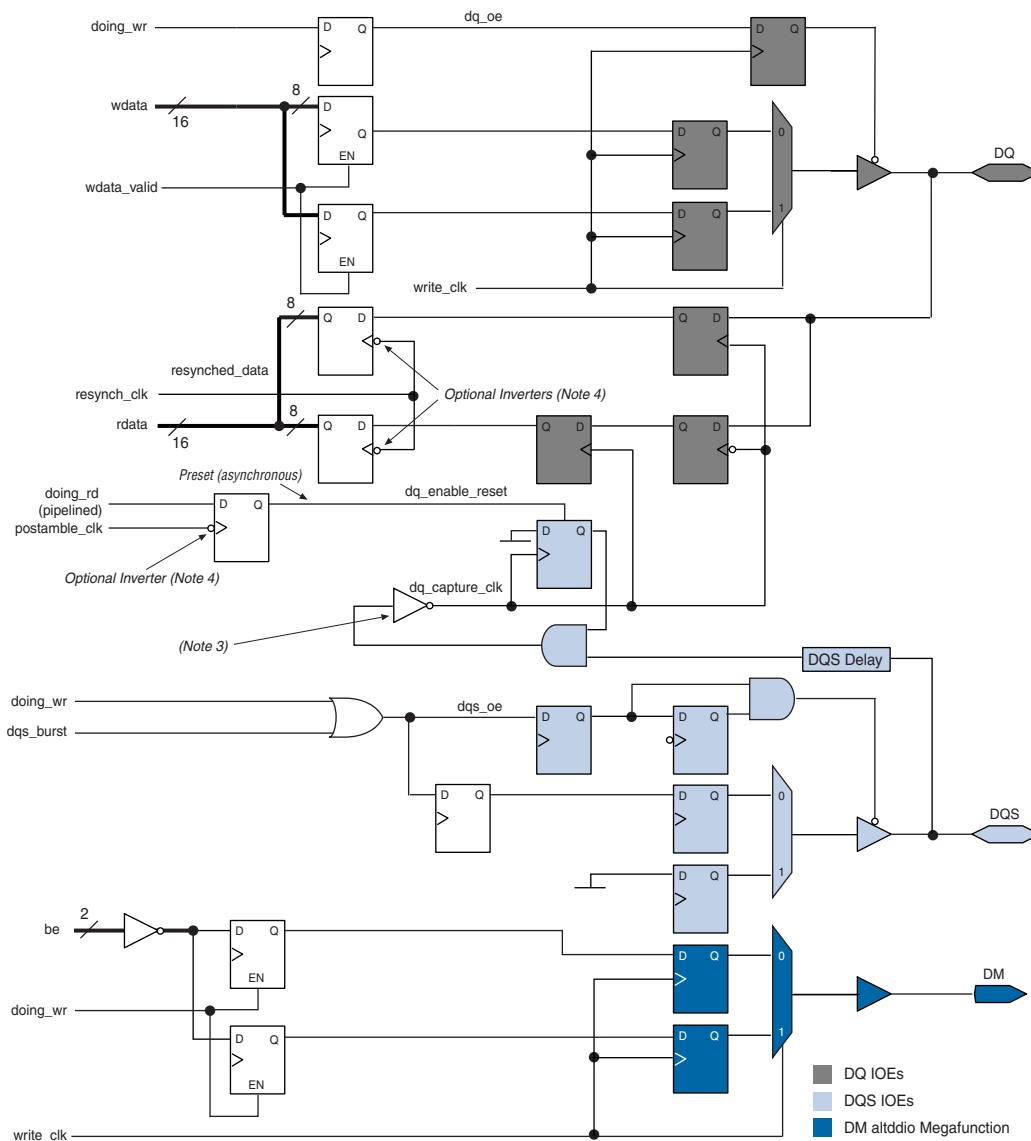 doing_wr
D
Q
dq_oe
D
Q
wdata
16
8
D
Q
EN
D
Q
0
DQ
wdata_valid
D
Q
EN
D
Q
1
write_clk
8
Q
D
Q
D
resynched_data
resynch_clk
Optional Inverters (Note 4)
rdata
16
8
Q
D
Q
D
Q
D
Preset (asynchronous)
doing_rd
(pipelined)
D
Q
dq_enable_reset
postamble_clk
D
Q
Optional Inverter (Note 4)
dq_capture_clk
(Note 3)
DQS Delay
doing_wr
dqs_burst
dqs_oe
D
Q
D
Q
D
Q
D
Q
0
DQS
D
Q
1
be
2
D
Q
EN
D
Q
0
DM
doing_wr
D
Q
EN
D
Q
1
write_clk
DQ IOEs
DQS IOEs
DM altddio Megafunction